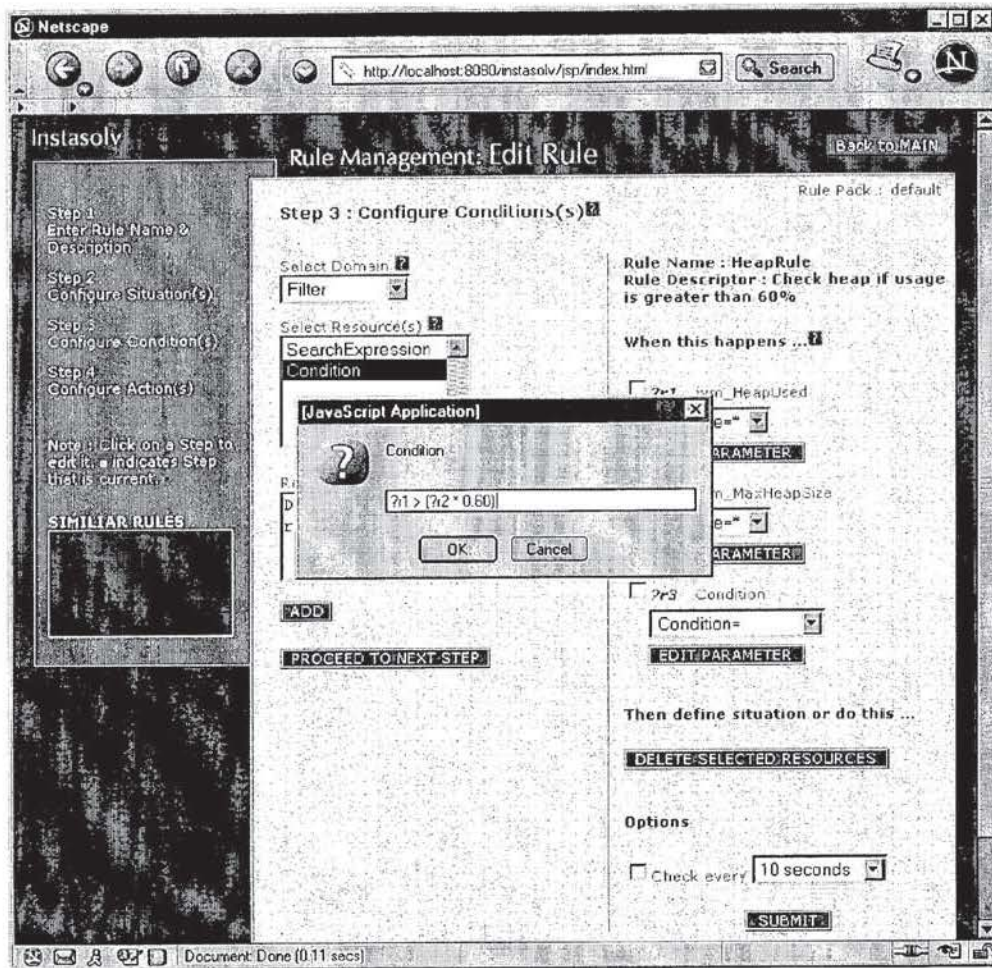 Netscape
http://localhost:8080/instasolv/jsp/index.html
Search
Instasolv
Rule Management: Edit Rule
Back to MAIN
Rule Pack : default
Step 1
Enter Rule Name &
Description
Step 2
Configure Situation(s)
Step 3
Configure Condition(s)
Step 4
Configure Action(s)
Note : Click on a Step to
edit it. ■ indicates Step
that is current.
SIMILIAR RULES
Step 3 : Configure Conditions(s)?
Select Domain ?
Filter
Select Resource(s) ?
SearchExpression
Condition
ADD
PROCEED TO NEXT STEP
[JavaScript Application]
Condition
?r1 > (?r2 * 0.60)
OK
Cancel
Rule Name : HeapRule
Rule Descriptor : Check heap if usage
is greater than 60%
When this happens ...?
?r1 jvm_HeapUsed
e=*
ARAMETER
m_MaxHeapSize
e=*
ARAMETER
?r3 Condition
Condition=
EDIT PARAMETER
Then define situation or do this ...
DELETE SELECTED RESOURCES
Options
Check every 10 seconds
SUBMIT
Document: Done (0.11 secs)